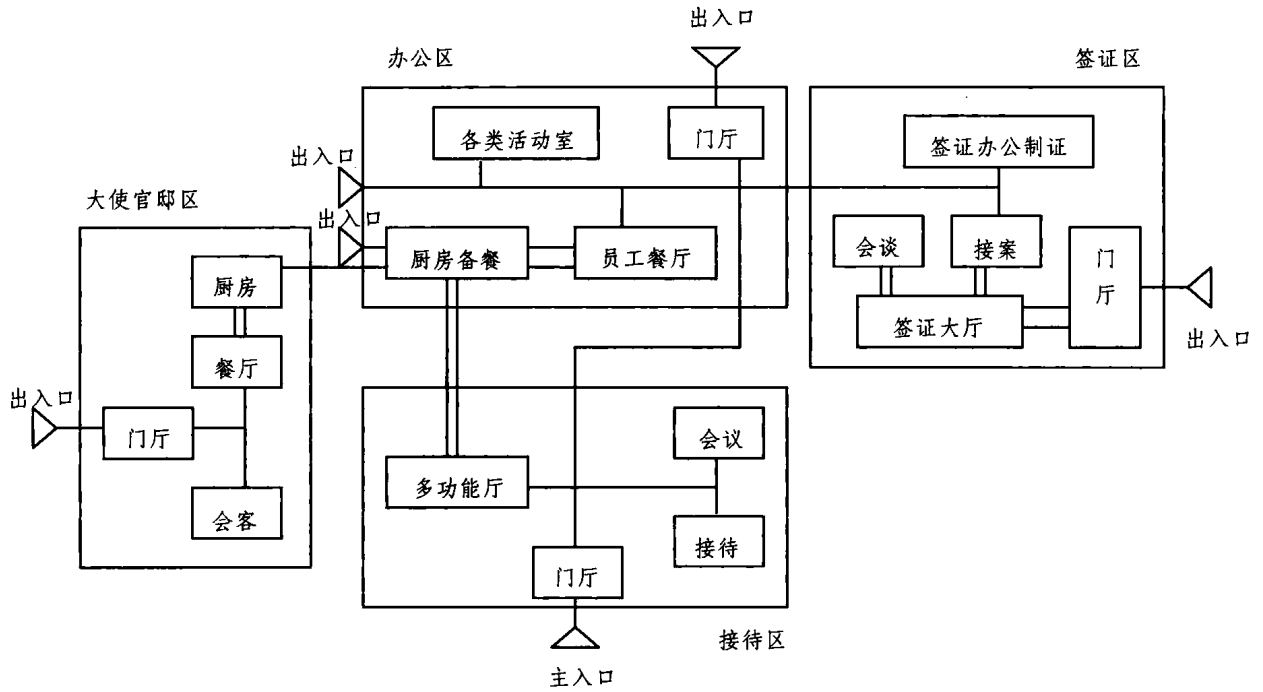 出入口
办公区
签证区
各类活动室
门厅
签证办公制证
出入口
大使官邸区
出入口
会谈
接案
门厅
厨房
厨房备餐
员工餐厅
签证大厅
出入口
餐厅
出入口
门厅
会议
多功能厅
会客
接待
门厅
接待区
主入口